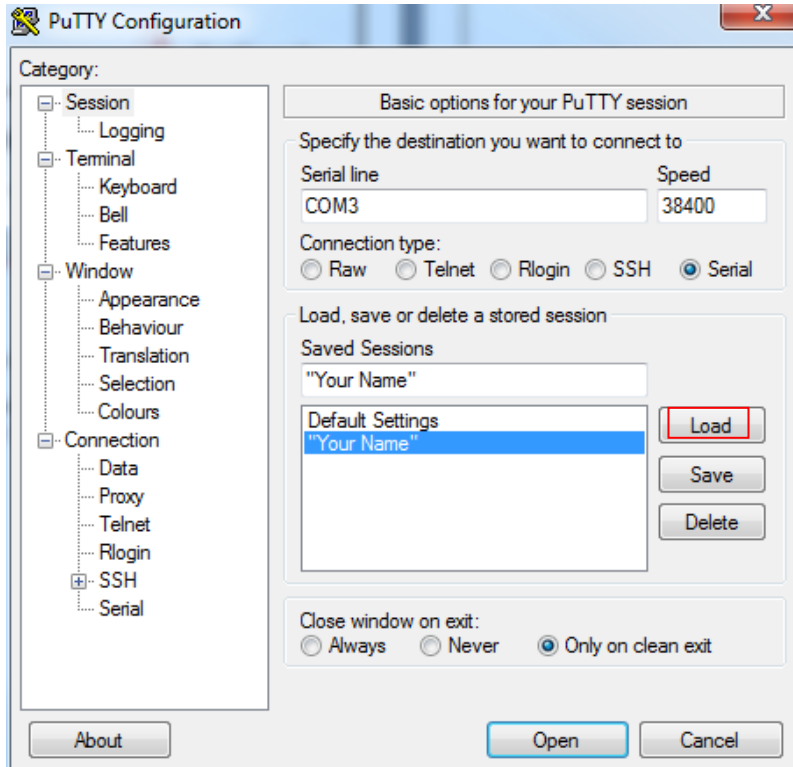 PuTTY Configuration
Category:
Session
Logging
Terminal
Keyboard
Bell
Features
Window
Appearance
Behaviour
Translation
Selection
Colours
Connection
Data
Proxy
Telnet
Rlogin
SSH
Serial
Basic options for your PuTTY session
Specify the destination you want to connect to
Serial line Speed
COM3 38400
Connection type:
Raw Telnet Rlogin SSH Serial
Load, save or delete a stored session
Saved Sessions
"Your Name"
Default Settings
"Your Name"
Load
Save
Delete
Close window on exit:
Always Never Only on clean exit
About Open Cancel